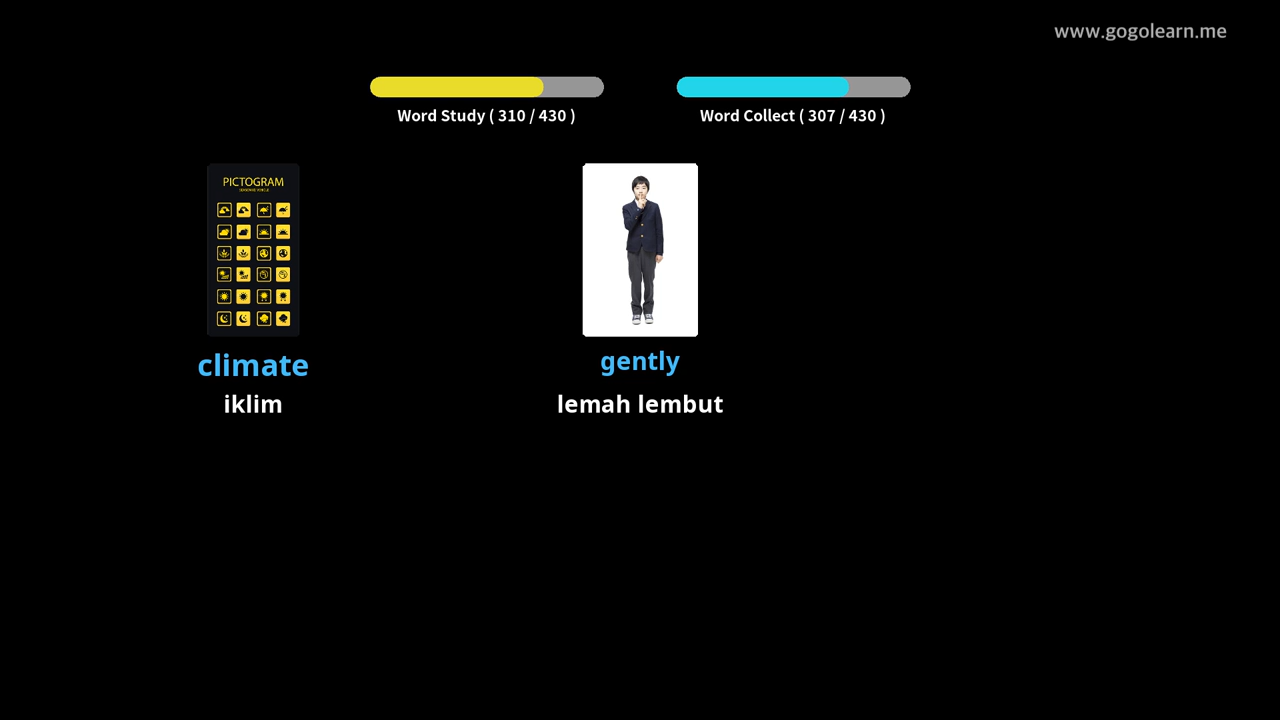 www.gogolearn.me
Word Study ( 310 / 430 )
Word Collect ( 307 / 430 )
PICTOGRAM
climate
iklim
gently
lemah lembut